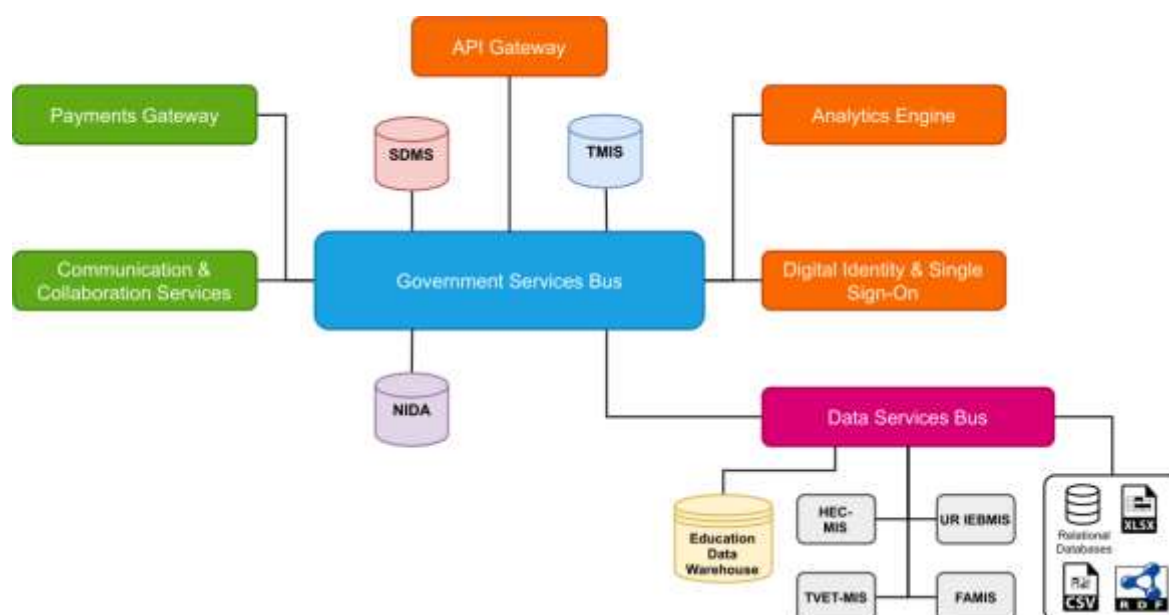 API Gateway
Payments Gateway
Analytics Engine
SDMS
TMIS
Government Services Bus
Communication &
Collaboration Services
Digital Identity & Single
Sign-On
NIDA
Data Services Bus
Education
Data
Warehouse
HEC-
MIS
UR IEBMIS
TVET-MIS
FAMIS
Relational
Databases
XLSX
CSV
RDF